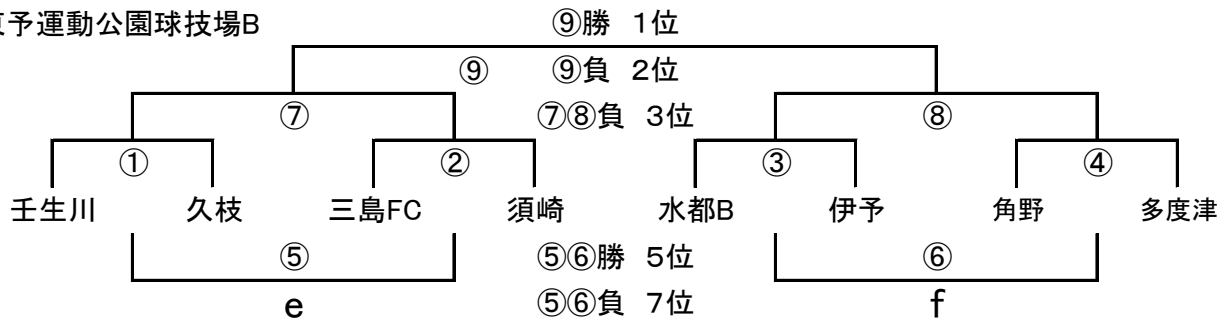 予運動公園球技場B
⑨勝 1位
⑨ ⑨負 2位
⑦ ⑦⑧負 3位 ⑧
① ② ③ ④
壬生川 久枝 三島FC 須崎 水都B 伊予 角野 多度津
⑤ ⑤⑥勝 5位 ⑥
e ⑤⑥負 7位 f